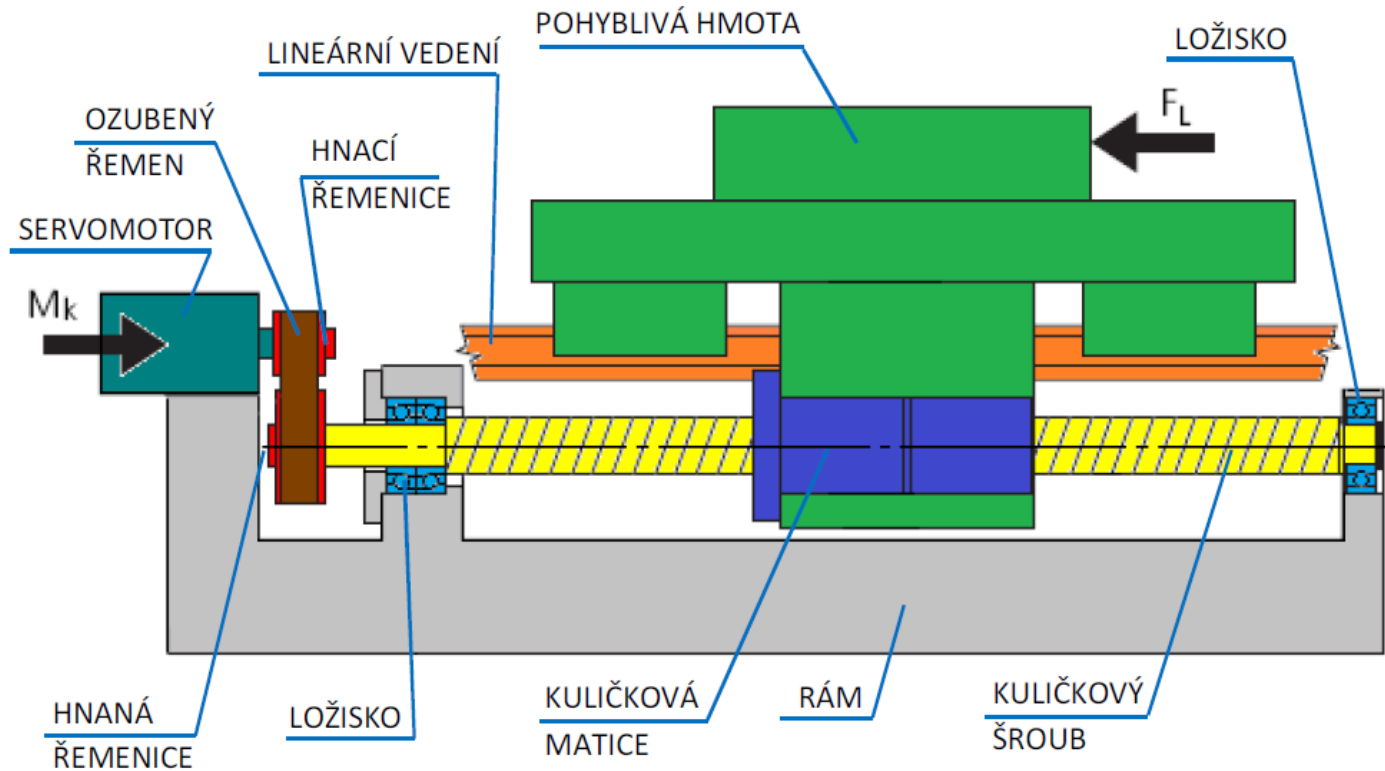 POHYBLIVÁ HMOTA
LOŽISKO
LINEÁRNÍ VEDENÍ
F_L
OZUBENÝ
ŘEMEN
HNACÍ
ŘEMENICE
SERVOMOTOR
Mk
HNANÁ
ŘEMENICE
LOŽISKO
KULIČKOVÁ
MATICE
RÁM
KULIČKOVÝ
ŠROUB